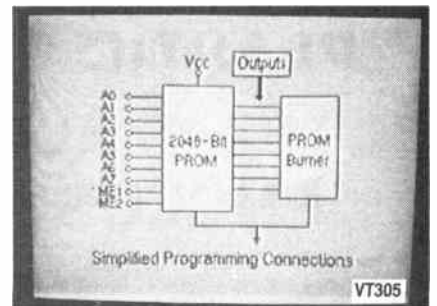 Vcc
Outputs
A0
A1
A2
A3
A4
A5
A6
A7
ME1
ME2
2048-Bit
PROM
PROM
Burner
Simplified Programming Connections
VT305